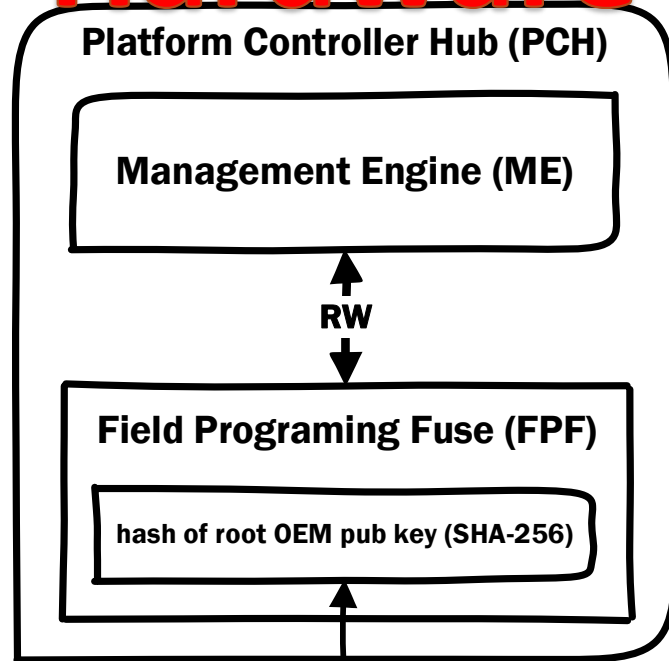 Platform Controller Hub (PCH)
Management Engine (ME)
RW
Field Programing Fuse (FPF)
hash of root OEM pub key (SHA-256)